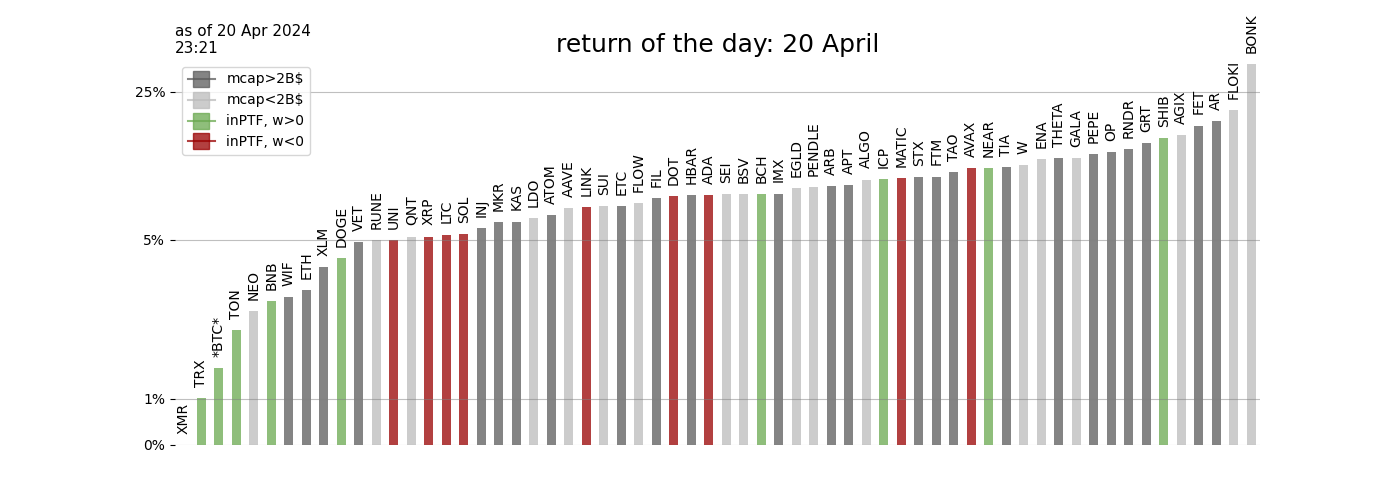 as of 20 Apr 2024
23:21
return of the day: 20 April
mcap>2B$
mcap<2B$
inPTF, w>0
inPTF, w<0
25%
5%
1%
0%
XMR
TRX
*BTC*
TON
NEO
BNB
WIF
ETH
XLM
DOGE
VET
RUNE
UNI
QNT
XRP
LTC
SOL
INJ
MKR
KAS
LDO
ATOM
AAVE
LINK
SUI
ETC
FLOW
FIL
DOT
HBAR
ADA
SEI
BSV
BCH
IMX
EGLD
PENDLE
ARB
APT
ALGO
ICP
MATIC
STX
FTM
TAO
AVAX
NEAR
TIA
W
ENA
THETA
GALA
PEPE
OP
RNDR
GRT
SHIB
AGIX
FET
AR
FLOKI
BONK